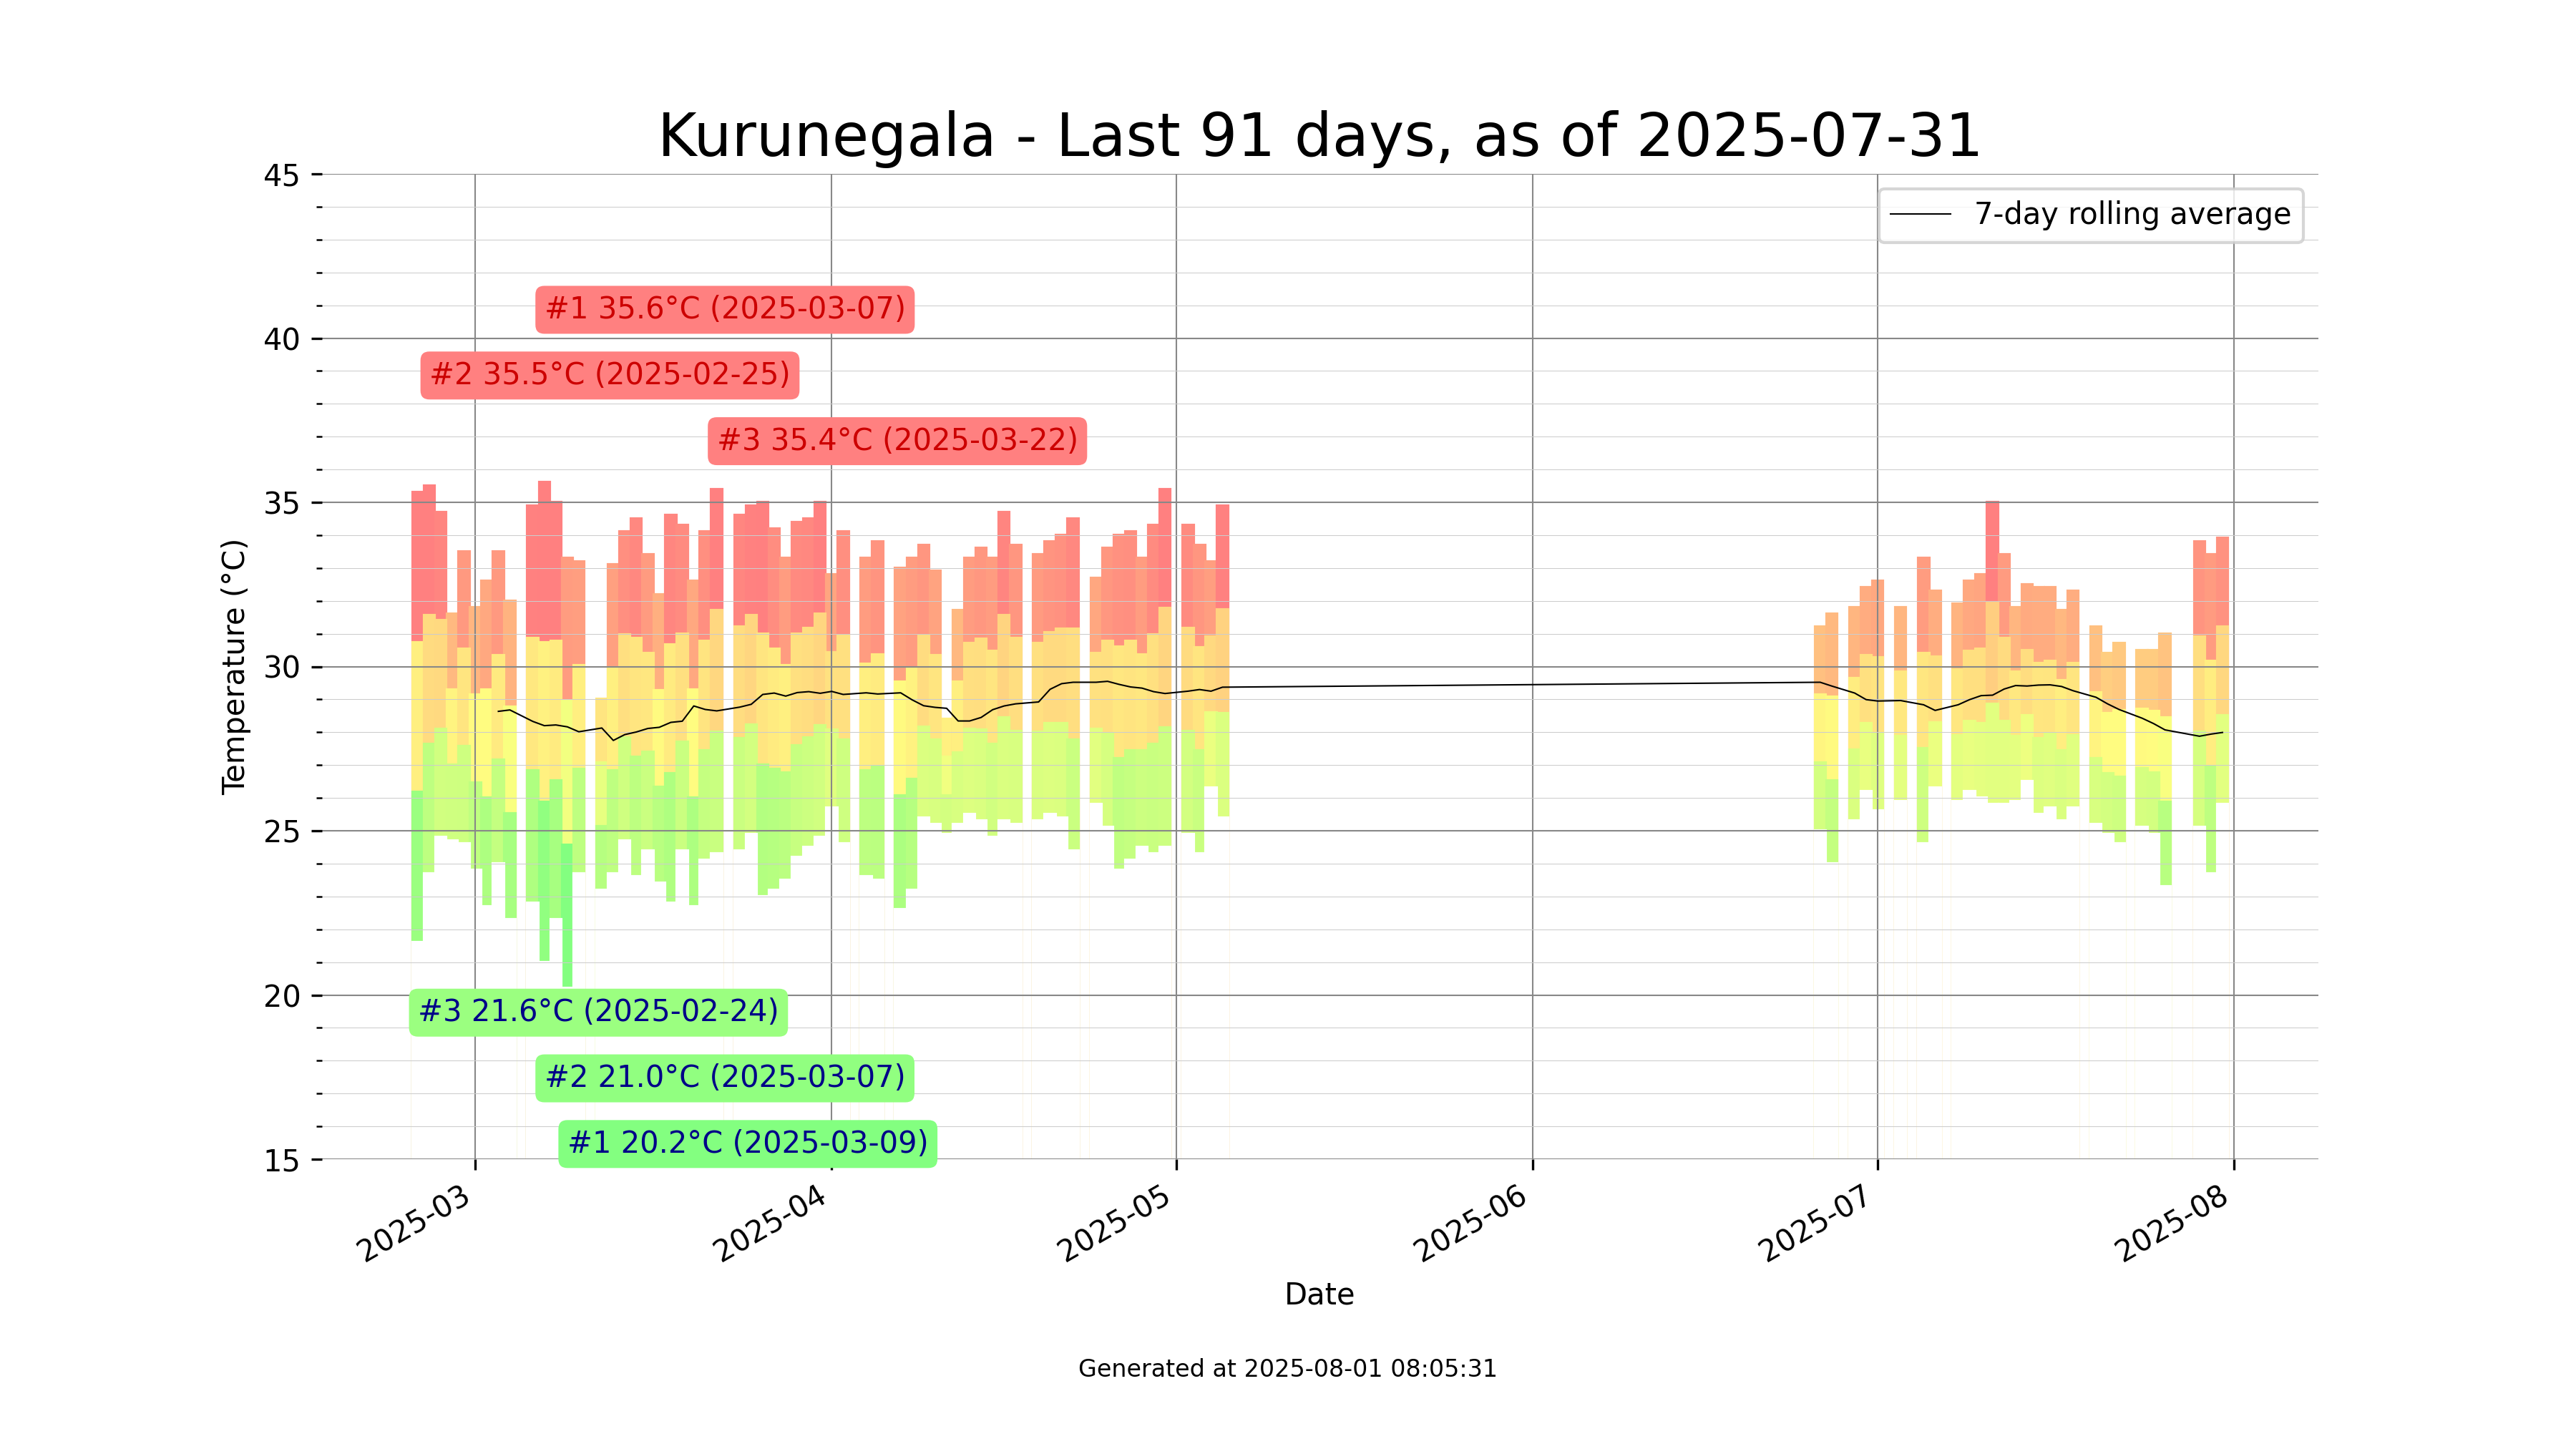 Kurunegala - Last 91 days, as of 2025-07-31
45
7-day rolling average
#1 35.6°C (2025-03-07)
40
#2 35.5°C (2025-02-25)
#3 35.4°C (2025-03-22)
35
30
Temperature (°C)
25
20
#3 21.6°C (2025-02-24)
#2 21.0°C (2025-03-07)
#1 20.2°C (2025-03-09)
15
2025-03
2025-04
2025-05
2025-06
2025-07
2025-08
Date
Generated at 2025-08-01 08:05:31